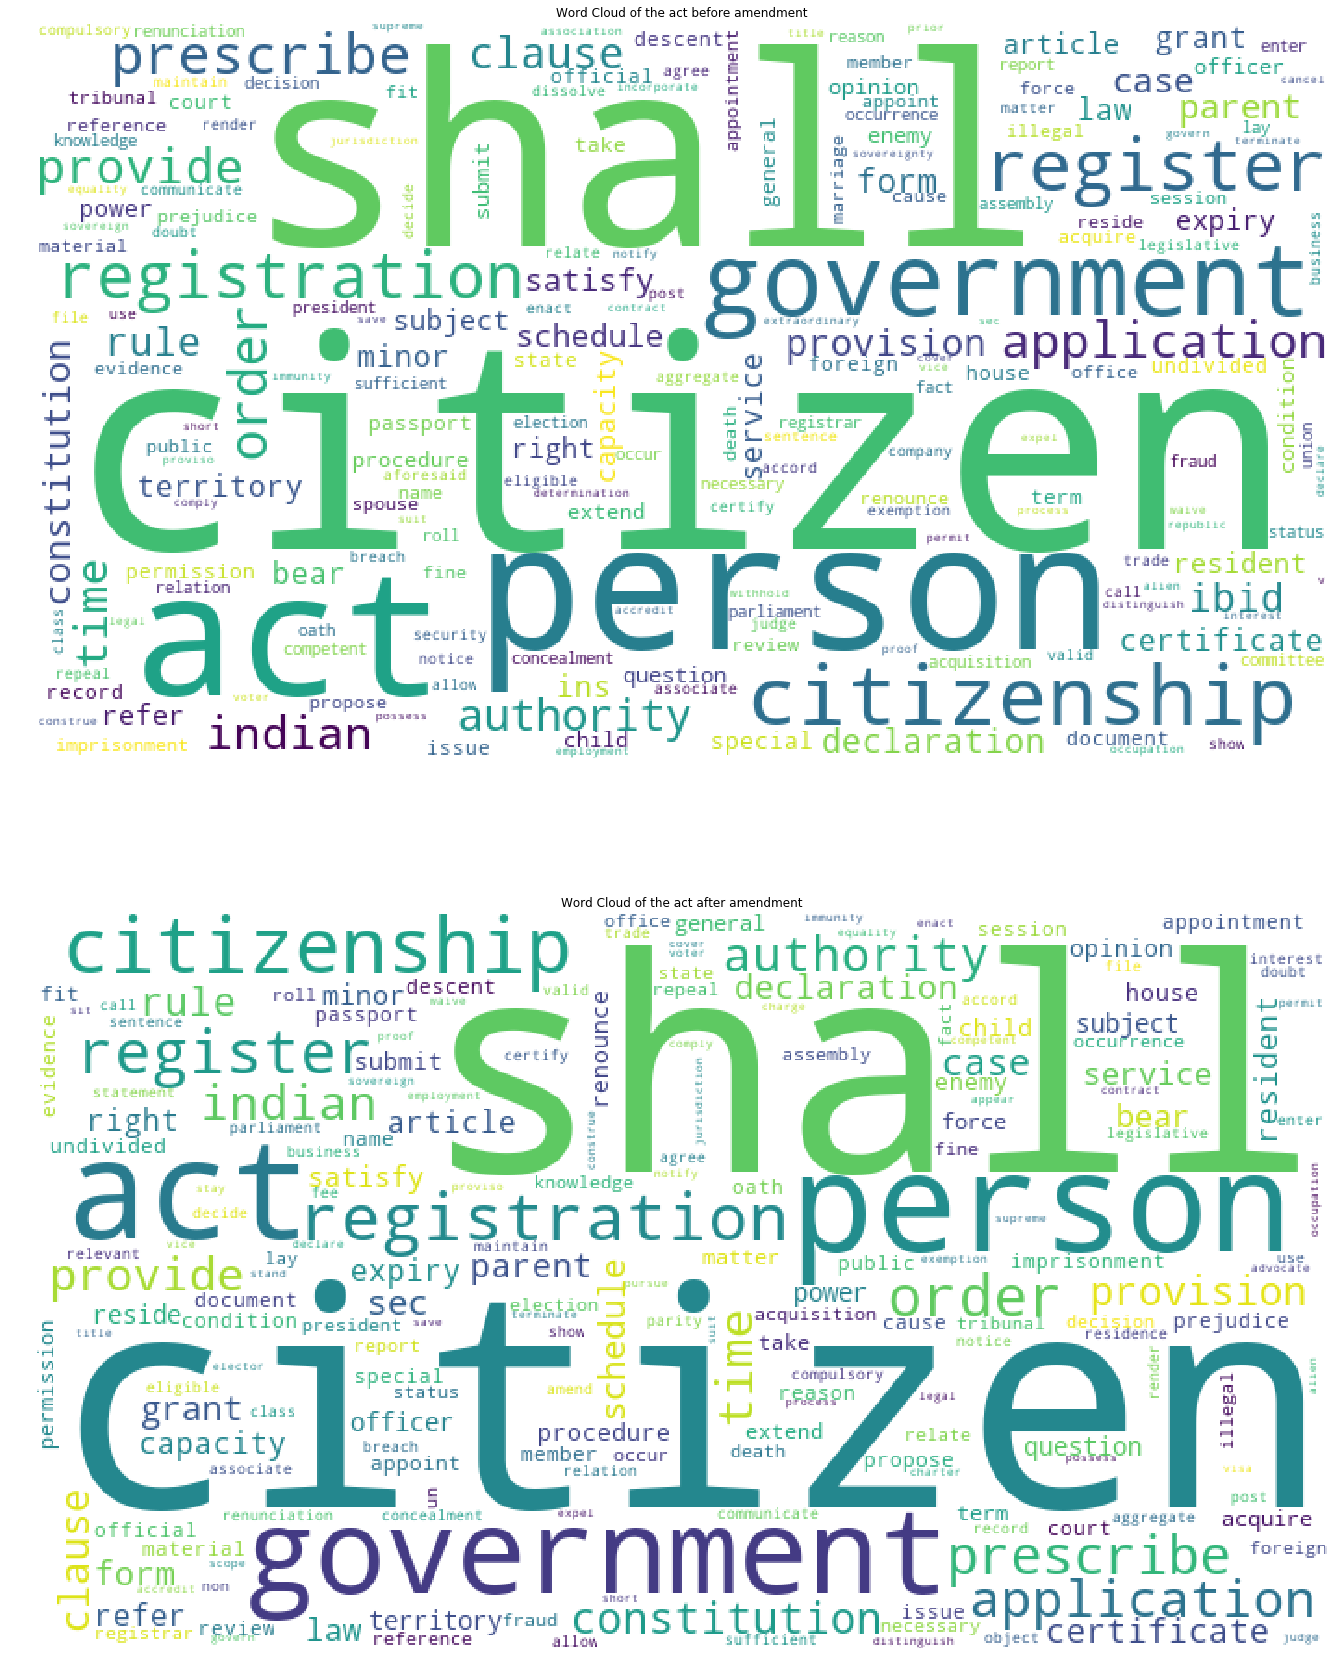 Word Cloud of the act before amendment
compulsory renunciation supreme association descent title reason prior
prescribe clause article grant enter
maintain decision official agree member report officer cancel
tribunal court fit dissolve incorporate appointment opinion force case
shall
reference render appoint occurrence matter law parent
knowledge jurisdiction take general enemy illegal govern lay terminate
provide submit marriage sovereignty form register
equality communicate decide cause assembly session
power prejudice reside expiry
sovereign doubt acquire legislative business
material relate notify
registration satisfy post government
president enact contract
file use save subject schedule extraordinary sec
rule order minor provision application
evidence immunity sufficient state capacity aggregate service foreign cover vice house office undivided
constitution citizen fact condition
short passport election death registrar
public right occur sentence company expel union
proviso procedure accord fraud declare
territory aforesaid eligible necessary
comply name determination renounce term
spouse extend certify exemption process waive
suit republic
roll permit status
time permission breach person trade resident
relation bear fine withhold call alien v
class legal act accredit parliament distinguish ibid
oath judge interest
competent security review proof certificate
repeal notice concealment acquisition valid committee
record allow ins question associate citizenship
voter propose
construe refer possess authority
indian child special declaration document show
imprisonment issue employment occupation
Word Cloud of the act after amendment
citizenship office general immunity enact appointment
trade cover authority equality session opinion
voter file interest
fit roll minor descent state declaration accord house doubt
call rule valid repeal permit
sit passport waive renounce charge fact child subject resident
sentence proof shall competent occurrence
evidence register submit certify comply assembly case
sovereign enemy service
statement indian employment jurisdiction appear contract
right article force bear enter
parliament name construe legislative
undivided business agree fine
act satisfy knowledge notify person
stay fee proviso oath occupation
decide registration supreme
relevant vice declare maintain matter public exemption imprisonment use
lay advocate
provide stand expiry parent schedule pursue power order provision
document sec election
reside condition president terminate save show time acquisition cause tribunal decision prejudice
title parity suit take notice residence
permission report citizen render
elector special compulsory alien
eligible status amend reason legal illegal
grant class officer process
capacity procedure extend relate question
breach member occur death
associate appoint relation propose charter possess visa
post
clause renunciation concealment expel communicate term aggregate acquire
official government record court
material prescribe foreign
form scope
accredit non short application
refer territory fraud constitution issue
registrar review law necessary certificate
govern reference allow sufficient distinguish object judge